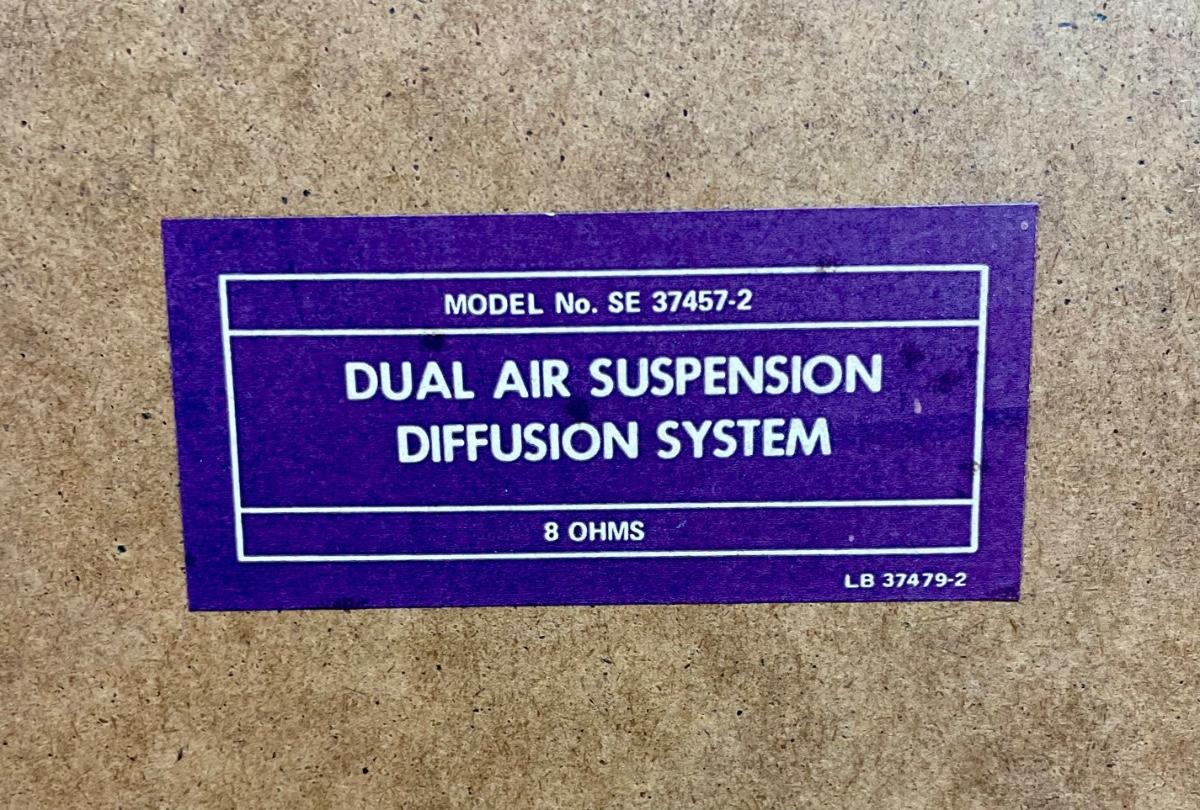 MODEL No. SE 37457-2
DUAL AIR SUSPENSION
DIFFUSION SYSTEM
8 OHMS
LB 37479-2